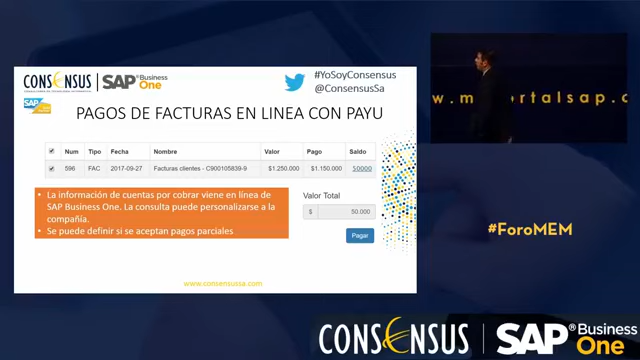 CONSENSUS | SAP Business One
#YoSoyConsensus
@ConsensusSa
SAP
PAGOS DE FACTURAS EN LINEA CON PAYU
Num Tipo Fecha Nombre Valor Pago Saldo
596 FAC 2017-09-27 Facturas clientes - C900105839-9 $1.250.000 $1.150.000 50000
• La información de cuentas por cobrar viene en línea de
SAP Business One. La consulta puede personalizarse a la
compañía.
• Se puede definir si se aceptan pagos parciales
Valor Total
$ 50.000
Pagar
www.consensussa.com
#ForoMEM
CONSENSUS | SAP® Business One